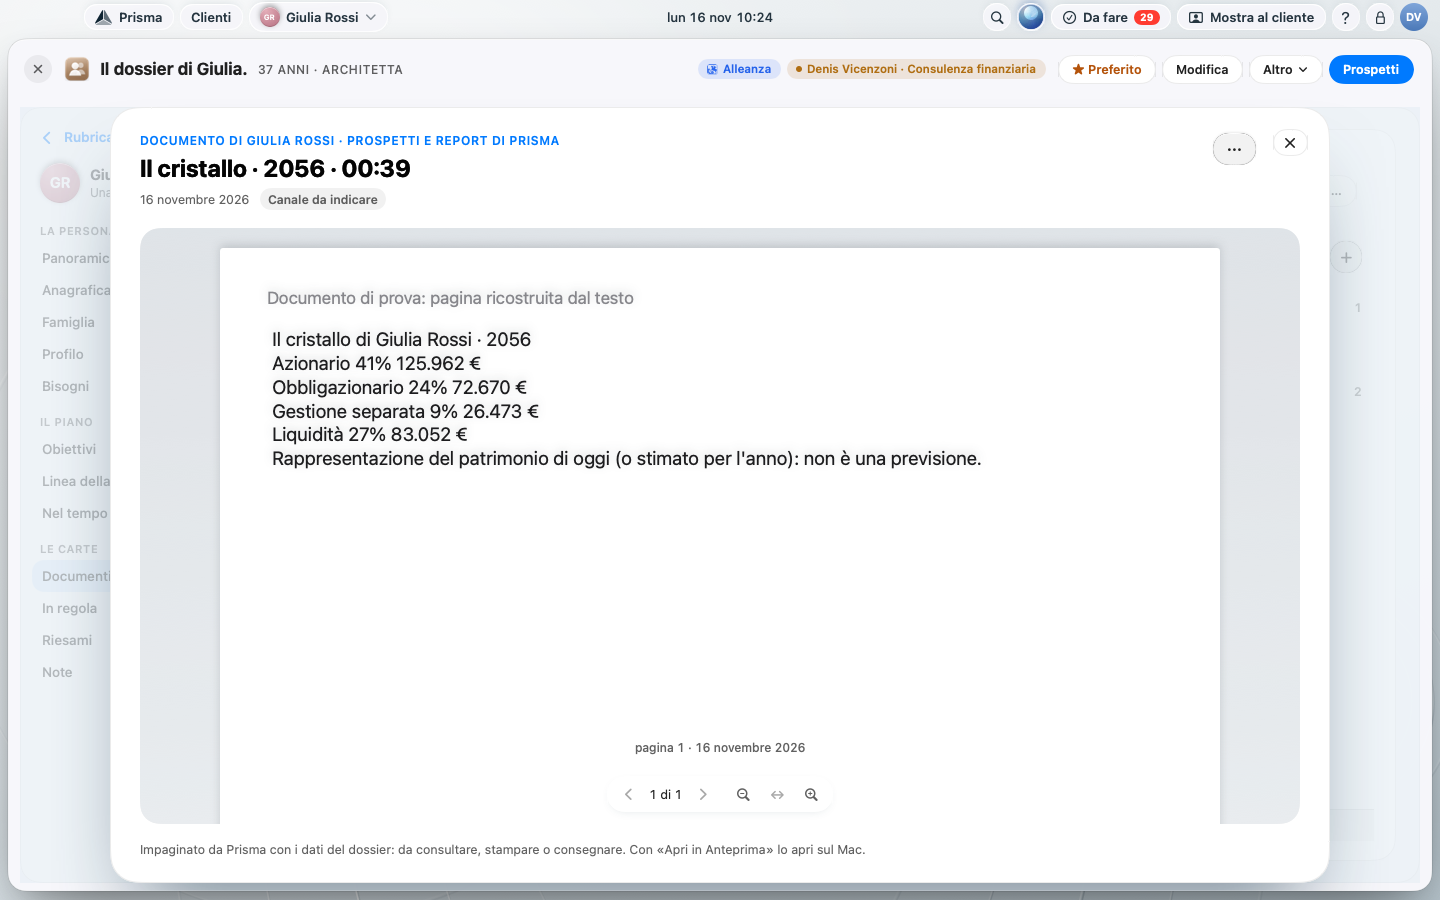 Prisma
Clienti
GR Giulia Rossi
lun 16 nov 10:24
Da fare 29
Mostra al cliente
?
DV
Il dossier di Giulia.
37 ANNI · ARCHITETTA
Alleanza
Denis Vicenzoni · Consulenza finanziaria
Preferito
Modifica
Altro
Prospetti
Rubrica
GR
Giu
Una
LA PERSON
Panoramic
Anagrafica
Famiglia
Profilo
Bisogni
IL PIANO
Obiettivi
Linea della
Nel tempo
LE CARTE
Documenti
In regola
Riesami
Note
1
2
DOCUMENTO DI GIULIA ROSSI · PROSPETTI E REPORT DI PRISMA
Il cristallo · 2056 · 00:39
16 novembre 2026
Canale da indicare
Documento di prova: pagina ricostruita dal testo
Il cristallo di Giulia Rossi · 2056
Azionario 41% 125.962 €
Obbligazionario 24% 72.670 €
Gestione separata 9% 26.473 €
Liquidità 27% 83.052 €
Rappresentazione del patrimonio di oggi (o stimato per l'anno): non è una previsione.
pagina 1 · 16 novembre 2026
1 di 1
Impaginato da Prisma con i dati del dossier: da consultare, stampare o consegnare. Con «Apri in Anteprima» lo apri sul Mac.